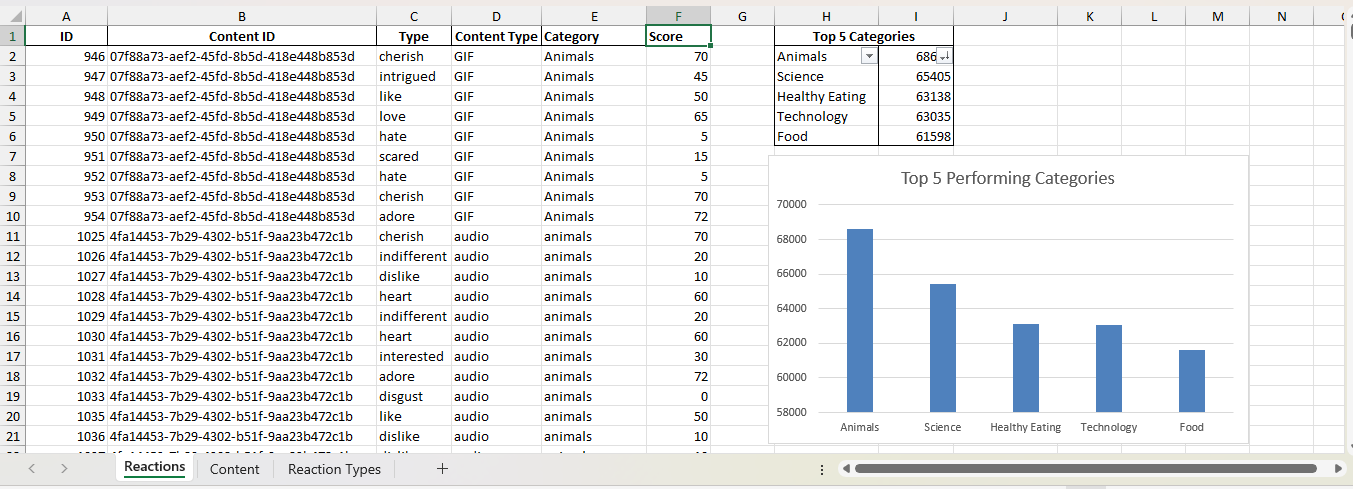 A B C D E F G H I J K L M N
1 ID Content ID Type Content Type Category Score Top 5 Categories
2 946 07f88a73-aef2-45fd-8b5d-418e448b853d cherish GIF Animals 70 Animals 686
3 947 07f88a73-aef2-45fd-8b5d-418e448b853d intrigued GIF Animals 45 Science 65405
4 948 07f88a73-aef2-45fd-8b5d-418e448b853d like GIF Animals 50 Healthy Eating 63138
5 949 07f88a73-aef2-45fd-8b5d-418e448b853d love GIF Animals 65 Technology 63035
6 950 07f88a73-aef2-45fd-8b5d-418e448b853d hate GIF Animals 5 Food 61598
7 951 07f88a73-aef2-45fd-8b5d-418e448b853d scared GIF Animals 15
8 952 07f88a73-aef2-45fd-8b5d-418e448b853d hate GIF Animals 5
9 953 07f88a73-aef2-45fd-8b5d-418e448b853d cherish GIF Animals 70
10 954 07f88a73-aef2-45fd-8b5d-418e448b853d adore GIF Animals 72
11 1025 4fa14453-7b29-4302-b51f-9aa23b472c1b cherish audio animals 70
12 1026 4fa14453-7b29-4302-b51f-9aa23b472c1b indifferent audio animals 20
13 1027 4fa14453-7b29-4302-b51f-9aa23b472c1b dislike audio animals 10
14 1028 4fa14453-7b29-4302-b51f-9aa23b472c1b heart audio animals 60
15 1029 4fa14453-7b29-4302-b51f-9aa23b472c1b indifferent audio animals 20
16 1030 4fa14453-7b29-4302-b51f-9aa23b472c1b heart audio animals 60
17 1031 4fa14453-7b29-4302-b51f-9aa23b472c1b interested audio animals 30
18 1032 4fa14453-7b29-4302-b51f-9aa23b472c1b adore audio animals 72
19 1033 4fa14453-7b29-4302-b51f-9aa23b472c1b disgust audio animals 0
20 1035 4fa14453-7b29-4302-b51f-9aa23b472c1b like audio animals 50
21 1036 4fa14453-7b29-4302-b51f-9aa23b472c1b dislike audio animals 10
Top 5 Performing Categories
70000
68000
66000
64000
62000
60000
58000
Animals Science Healthy Eating Technology Food
Reactions Content Reaction Types